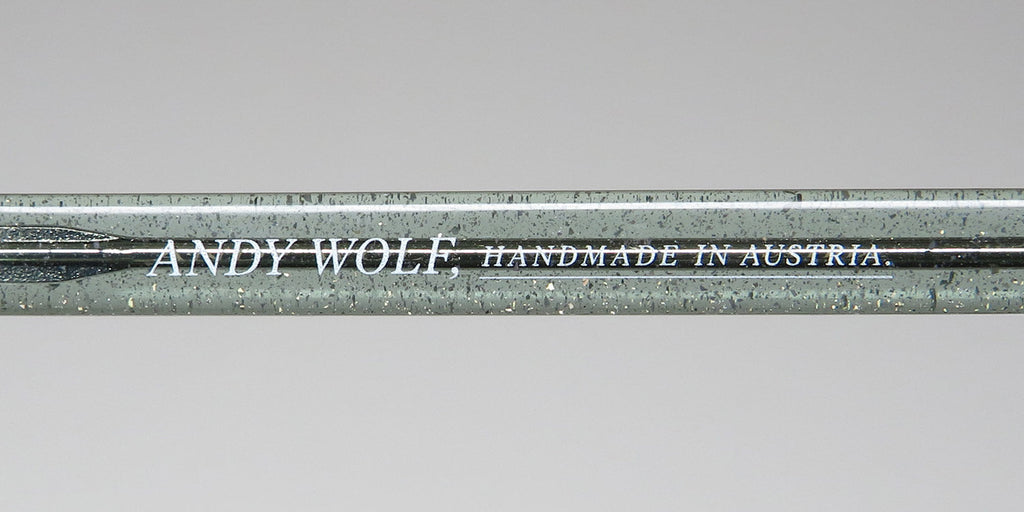 ANDY WOLF, HANDMADE IN AUSTRIA.